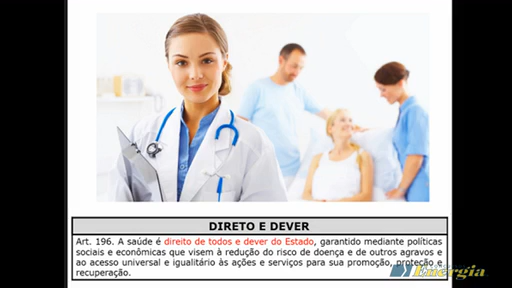 DIRETO E DEVER
Art. 196. A saúde é direito de todos e dever do Estado, garantido mediante políticas
sociais e econômicas que visem à redução do risco de doença e de outros agravos e
ao acesso universal e igualitário às ações e serviços para sua promoção, proteção e
recuperação.
Energia